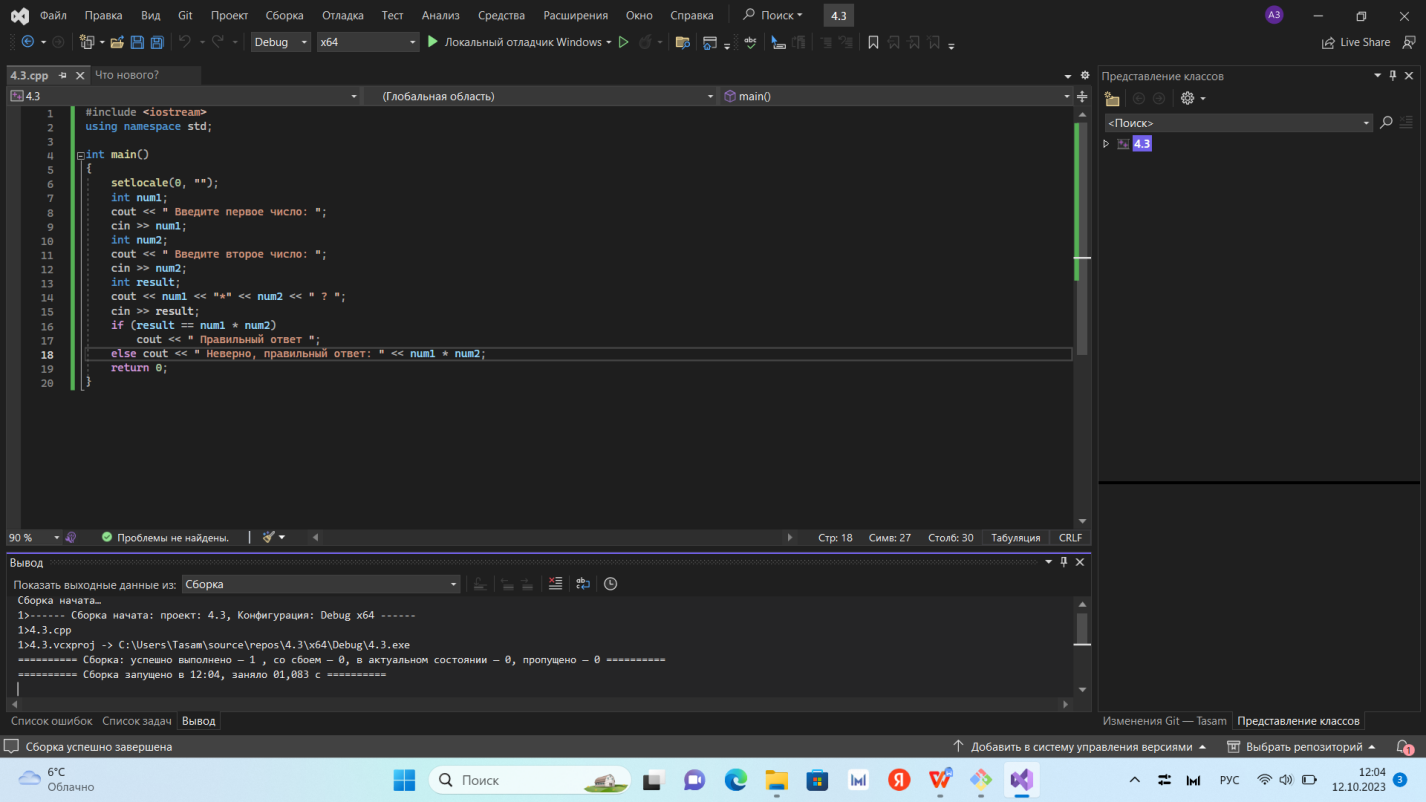 Файл Правка Вид Git Проект Сборка Отладка Тест Анализ Средства Расширения Окно Справка Поиск 4.3 АЗ
Debug x64 Локальный отладчик Windows Live Share
4.3.cpp Что нового?
4.3 (Глобальная область) main()
1 #include <iostream>
2 using namespace std;
3
4 int main()
5 {
6 setlocale(0, "");
7 int num1;
8 cout << " Введите первое число: ";
9 cin >> num1;
10 int num2;
11 cout << " Введите второе число: ";
12 cin >> num2;
13 int result;
14 cout << num1 << "*" << num2 << " ? ";
15 cin >> result;
16 if (result == num1 * num2)
17 cout << " Правильный ответ ";
18 else cout << " Неверно, правильный ответ: " << num1 * num2;
19 return 0;
20 }
90 % Проблемы не найдены. Стр: 18 Симв: 27 Столб: 30 Табуляция CRLF
Вывод
Показать выходные данные из: Сборка
Сборка начата…
1>------ Сборка начата: проект: 4.3, Конфигурация: Debug x64 ------
1>4.3.cpp
1>4.3.vcxproj -> C:\Users\Tasam\source\repos\4.3\x64\Debug\4.3.exe
========== Сборка: успешно выполнено — 1 , со сбоем — 0, в актуальном состоянии — 0, пропущено — 0 ==========
========== Сборка запущено в 12:04, заняло 01,083 с ==========
Список ошибок Список задач Вывод
Представление классов
<Поиск>
4.3
Изменения Git — Tasam Представление классов
Сборка успешно завершена Добавить в систему управления версиями Выбрать репозиторий 1
6°C
Облачно
Поиск
РУС
12:04
12.10.2023
3